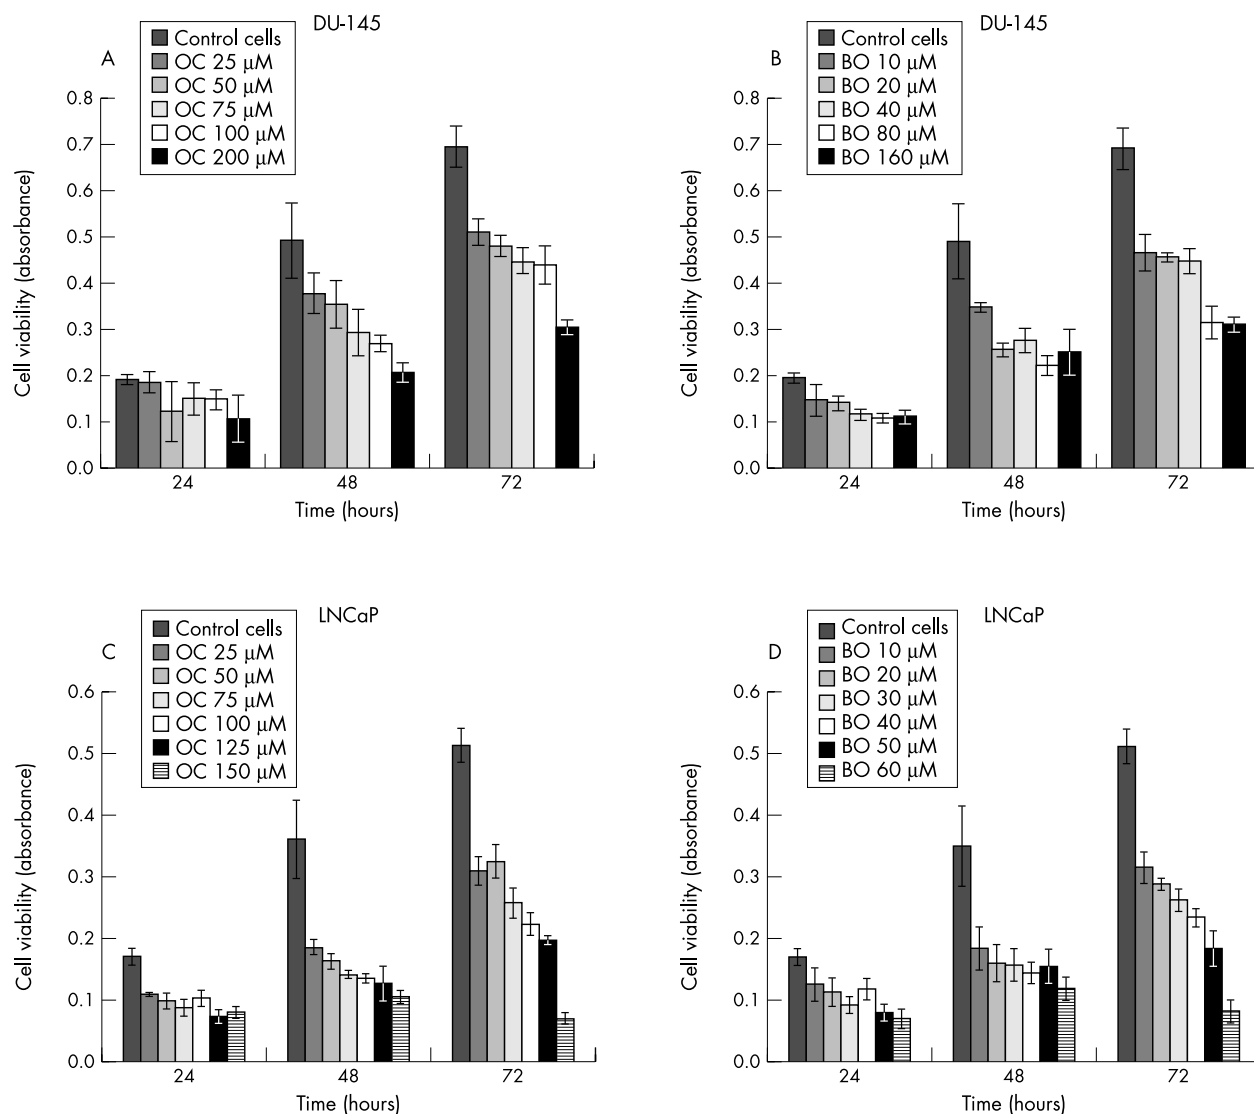 DU-145
A
Control cells
OC 25 μM
OC 50 μM
OC 75 μM
OC 100 μM
OC 200 μM
0.8
0.7
0.6
0.5
0.4
0.3
0.2
0.1
0.0
Cell viability (absorbance)
24
48
72
Time (hours)
DU-145
B
Control cells
BO 10 μM
BO 20 μM
BO 40 μM
BO 80 μM
BO 160 μM
0.8
0.7
0.6
0.5
0.4
0.3
0.2
0.1
0.0
Cell viability (absorbance)
24
48
72
Time (hours)
LNCaP
C
Control cells
OC 25 μM
OC 50 μM
OC 75 μM
OC 100 μM
OC 125 μM
OC 150 μM
0.6
0.5
0.4
0.3
0.2
0.1
0.0
Cell viability (absorbance)
24
48
72
Time (hours)
LNCaP
D
Control cells
BO 10 μM
BO 20 μM
BO 30 μM
BO 40 μM
BO 50 μM
BO 60 μM
0.6
0.5
0.4
0.3
0.2
0.1
0.0
Cell viability (absorbance)
24
48
72
Time (hours)